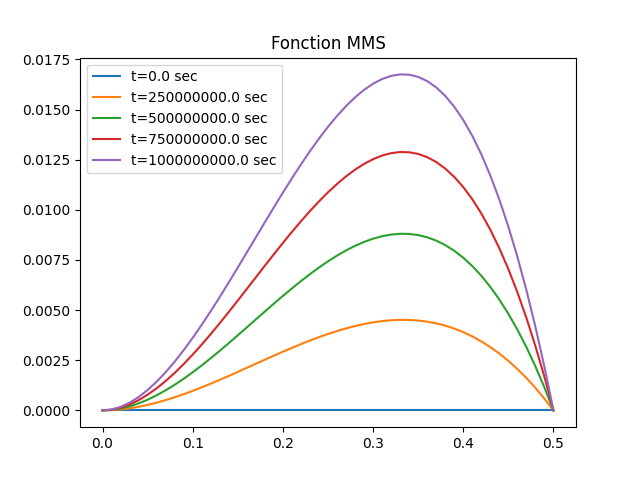 Fonction MMS
0.0175
0.0150
0.0125
0.0100
0.0075
0.0050
0.0025
0.0000
t=0.0 sec
t=250000000.0 sec
t=500000000.0 sec
t=750000000.0 sec
t=1000000000.0 sec
0.0 0.1 0.2 0.3 0.4 0.5